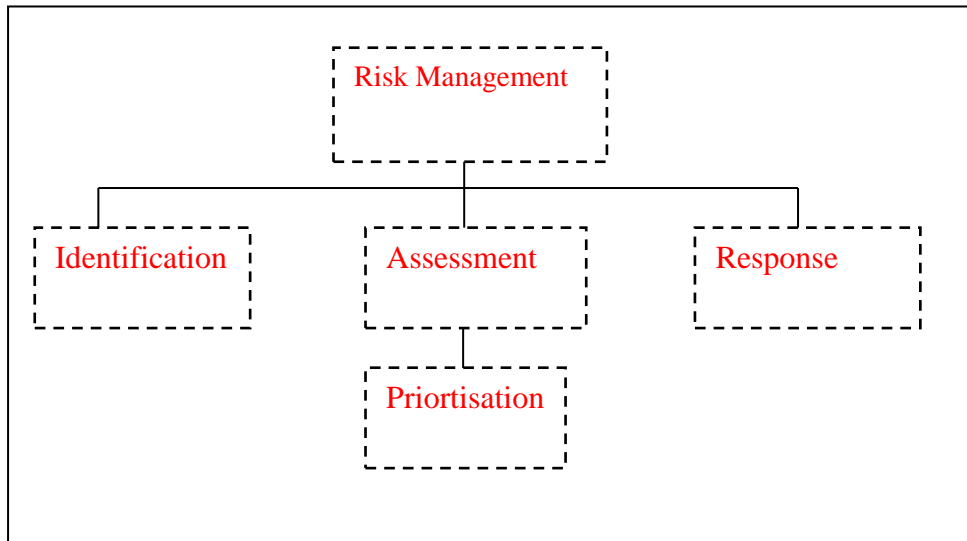 Risk Management
Identification
Assessment
Response
Priortisation